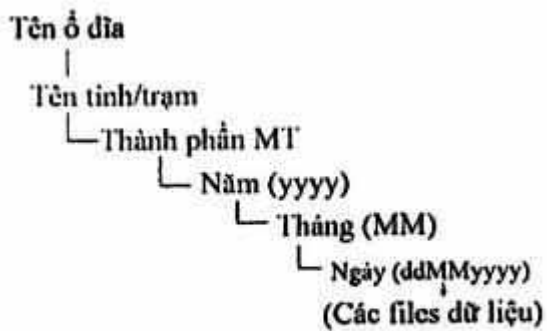 Tên ổ đĩa
Tên tỉnh/trạm
Thành phần MT
Năm (yyyy)
Tháng (MM)
Ngày (ddMMyyyy)
(Các files dữ liệu)